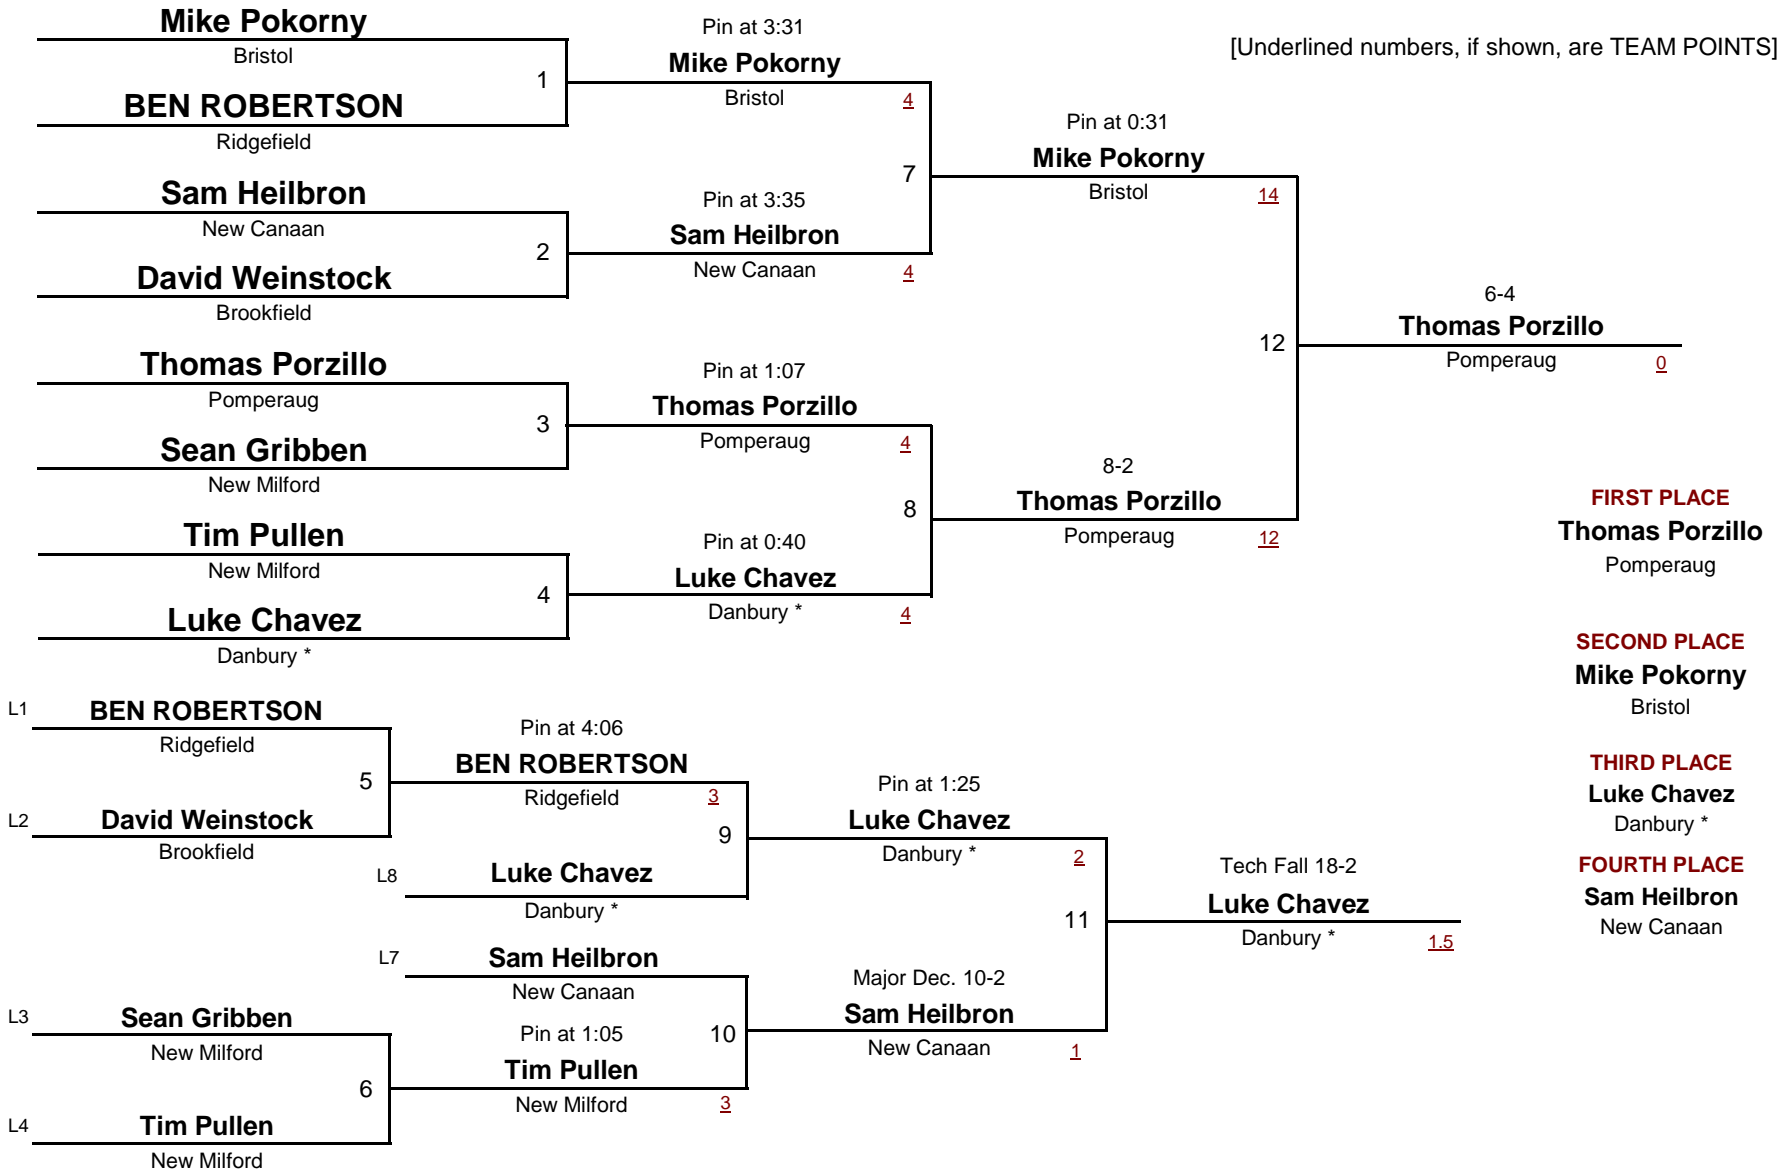 Mike Pokorny
Bristol
1
BEN ROBERTSON
Ridgefield
Sam Heilbron
New Canaan
2
David Weinstock
Brookfield
Thomas Porzillo
Pomperaug
3
Sean Gribben
New Milford
Tim Pullen
New Milford
4
Luke Chavez
Danbury *
Pin at 3:31
Mike Pokorny
Bristol
4
7
Pin at 3:35
Sam Heilbron
New Canaan
4
Pin at 1:07
Thomas Porzillo
Pomperaug
4
8
Pin at 0:40
Luke Chavez
Danbury *
4
[Underlined numbers, if shown, are TEAM POINTS]
Pin at 0:31
Mike Pokorny
Bristol
14
12
8-2
Thomas Porzillo
Pomperaug
12
6-4
Thomas Porzillo
Pomperaug
0
FIRST PLACE
Thomas Porzillo
Pomperaug
SECOND PLACE
Mike Pokorny
Bristol
THIRD PLACE
Luke Chavez
Danbury *
FOURTH PLACE
Sam Heilbron
New Canaan
L1
BEN ROBERTSON
Ridgefield
5
L2
David Weinstock
Brookfield
L3
Sean Gribben
New Milford
6
L4
Tim Pullen
New Milford
Pin at 4:06
BEN ROBERTSON
Ridgefield
3
9
L8
Luke Chavez
Danbury *
L7
Sam Heilbron
New Canaan
10
Pin at 1:05
Tim Pullen
New Milford
3
Pin at 1:25
Luke Chavez
Danbury *
2
11
Major Dec. 10-2
Sam Heilbron
New Canaan
1
Tech Fall 18-2
Luke Chavez
Danbury *
1.5